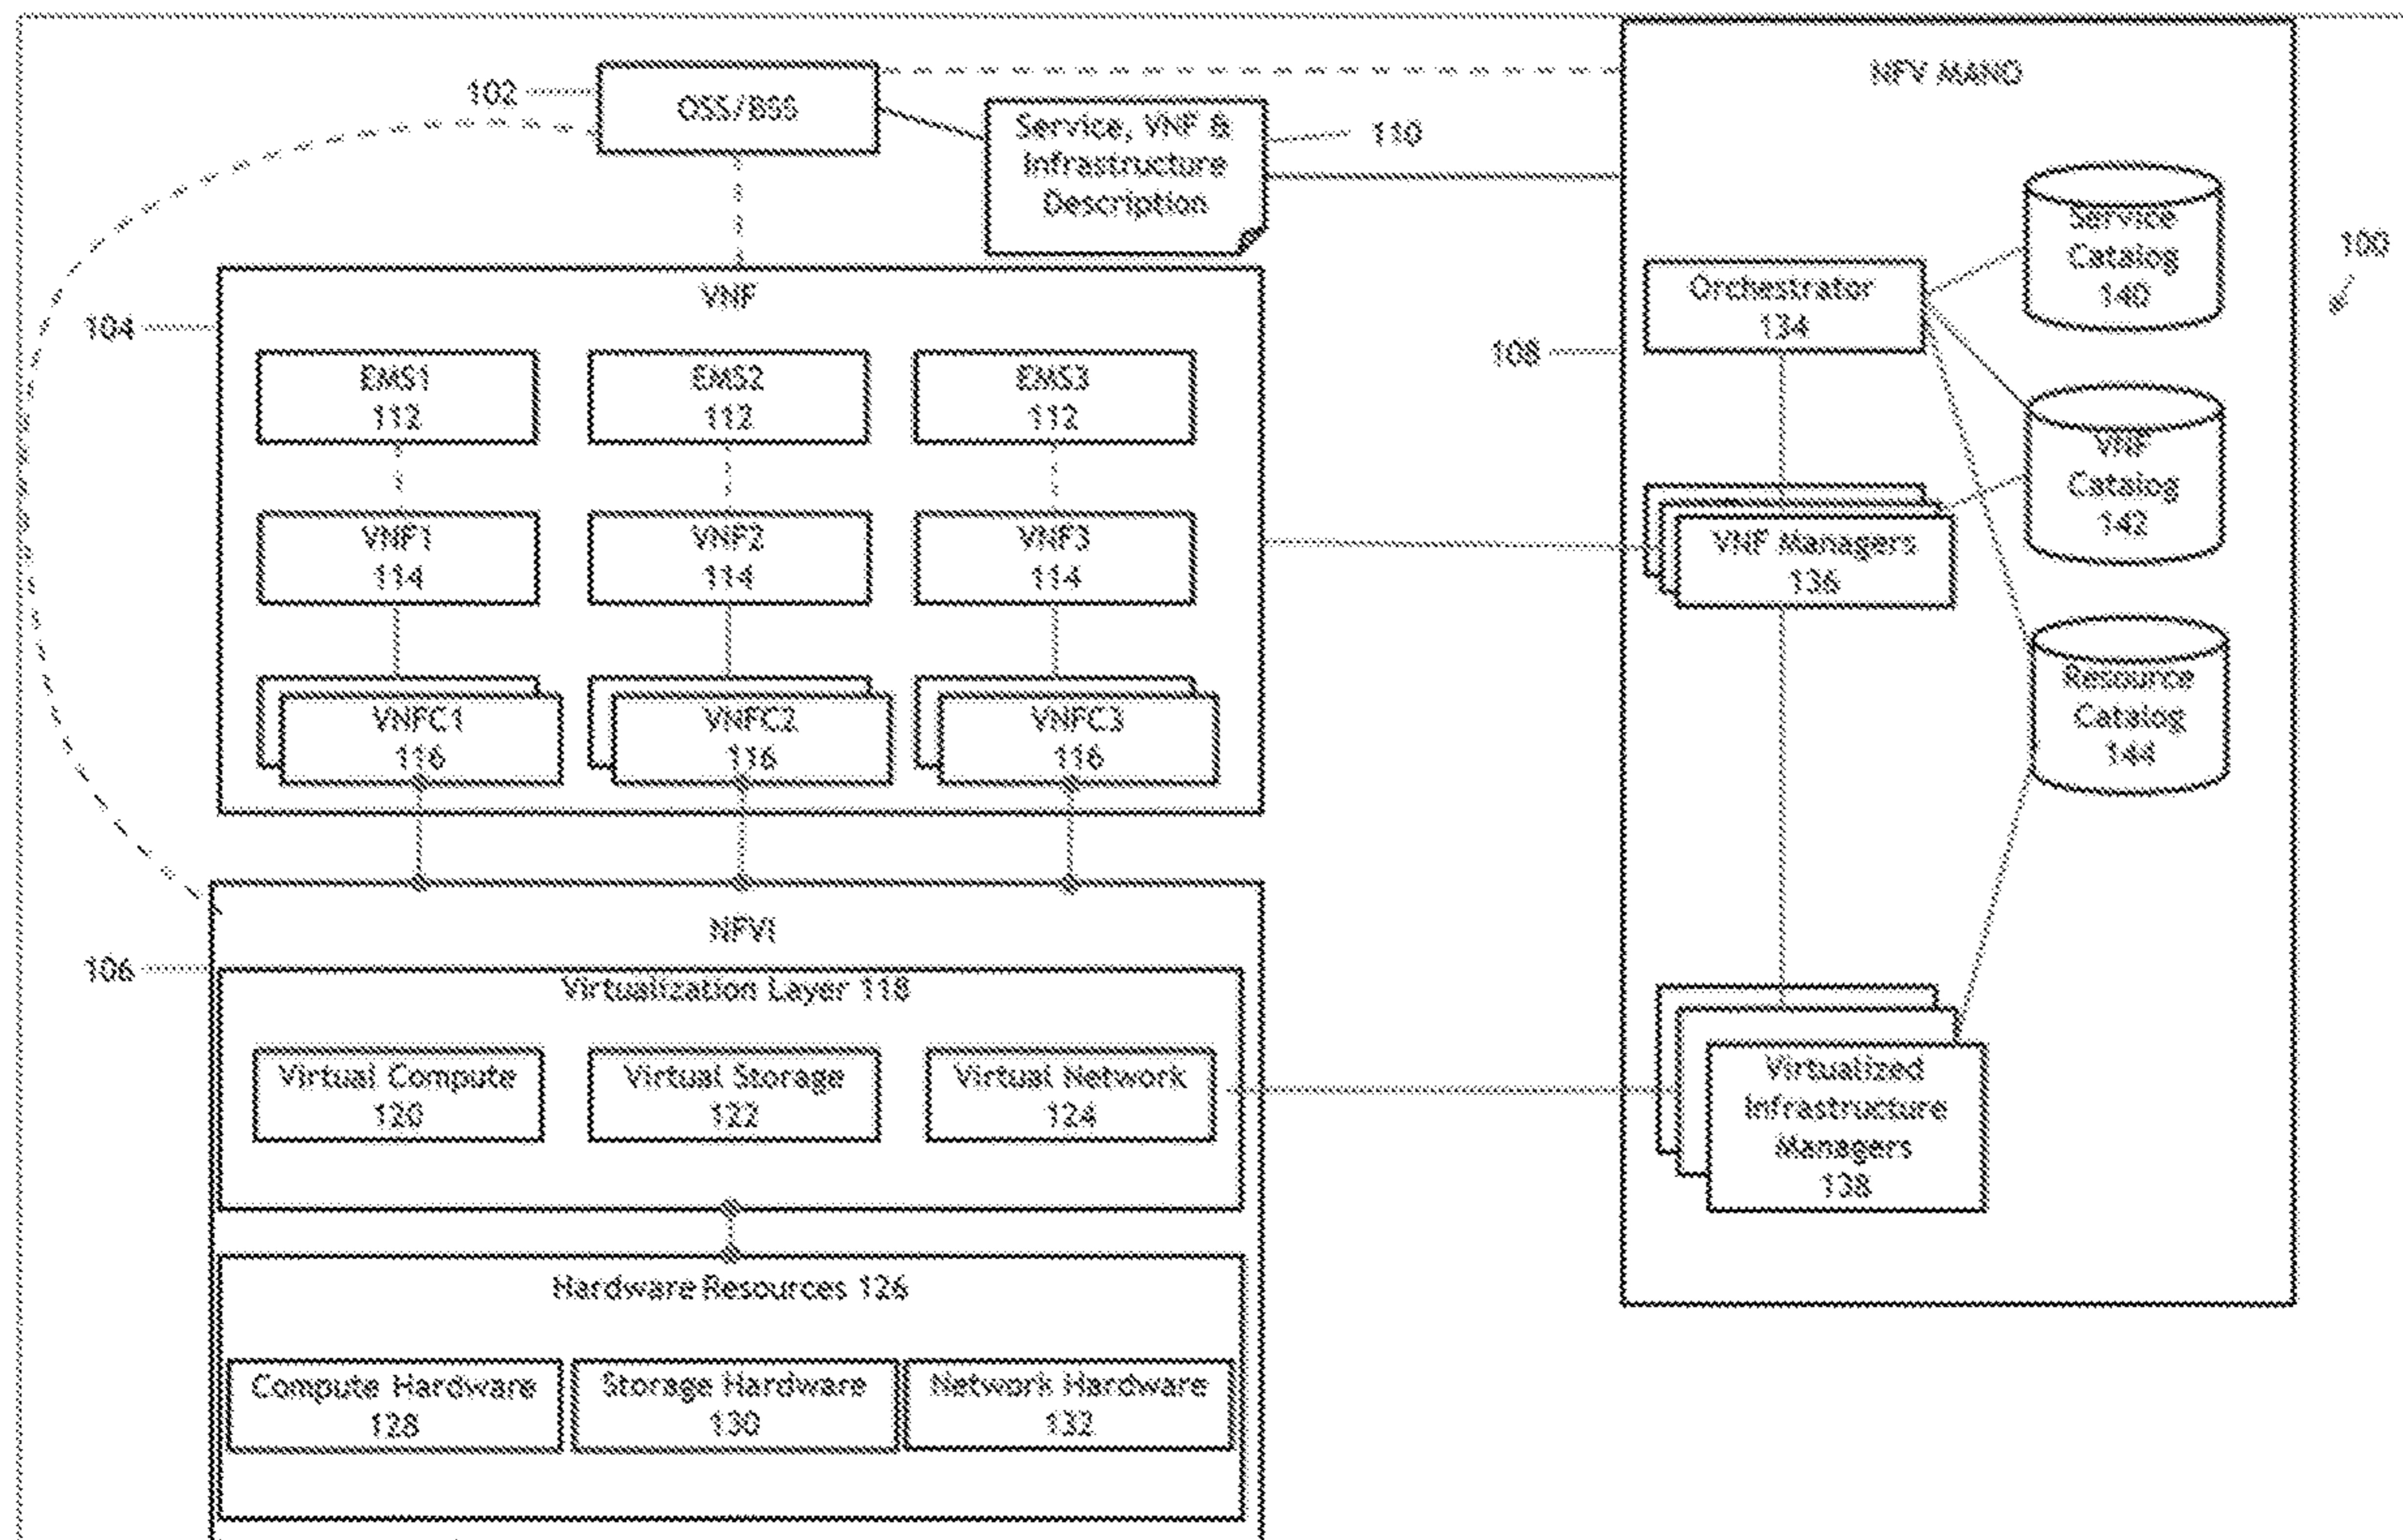 102
OSS/BSS
Service, VNF &
Infrastructure
Description
110
104
VNF
EMS1
112
EMS2
112
EMS3
112
VNF1
114
VNF2
114
VNF3
114
VNFC1
116
VNFC2
116
VNFC3
116
106
NFVI
Virtualization Layer 118
Virtual Compute
120
Virtual Storage
122
Virtual Network
124
Hardware Resources 126
Compute Hardware
128
Storage Hardware
130
Network Hardware
132
NFV MANO
108
Orchestrator
134
VNF Managers
136
Virtualized
Infrastructure
Managers
138
Service
Catalog
140
VNF
Catalog
142
Resource
Catalog
144
100